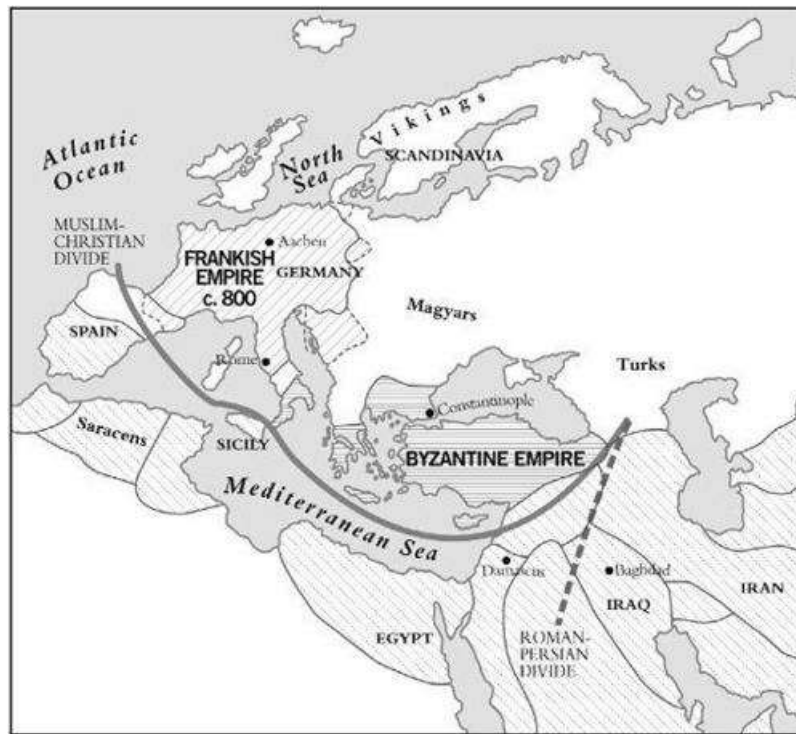 Atlantic
Ocean
North
Sea
Vikings
SCANDINAVIA
MUSLIM-
CHRISTIAN
DIVIDE
Aachen
FRANKISH
EMPIRE
c. 800
GERMANY
Magyars
SPAIN
Rome
Turks
Constantinople
Saracens
SICILY
BYZANTINE EMPIRE
Mediterranean Sea
Damascus
Baghdad
IRAN
IRAQ
EGYPT
ROMAN-
PERSIAN
DIVIDE